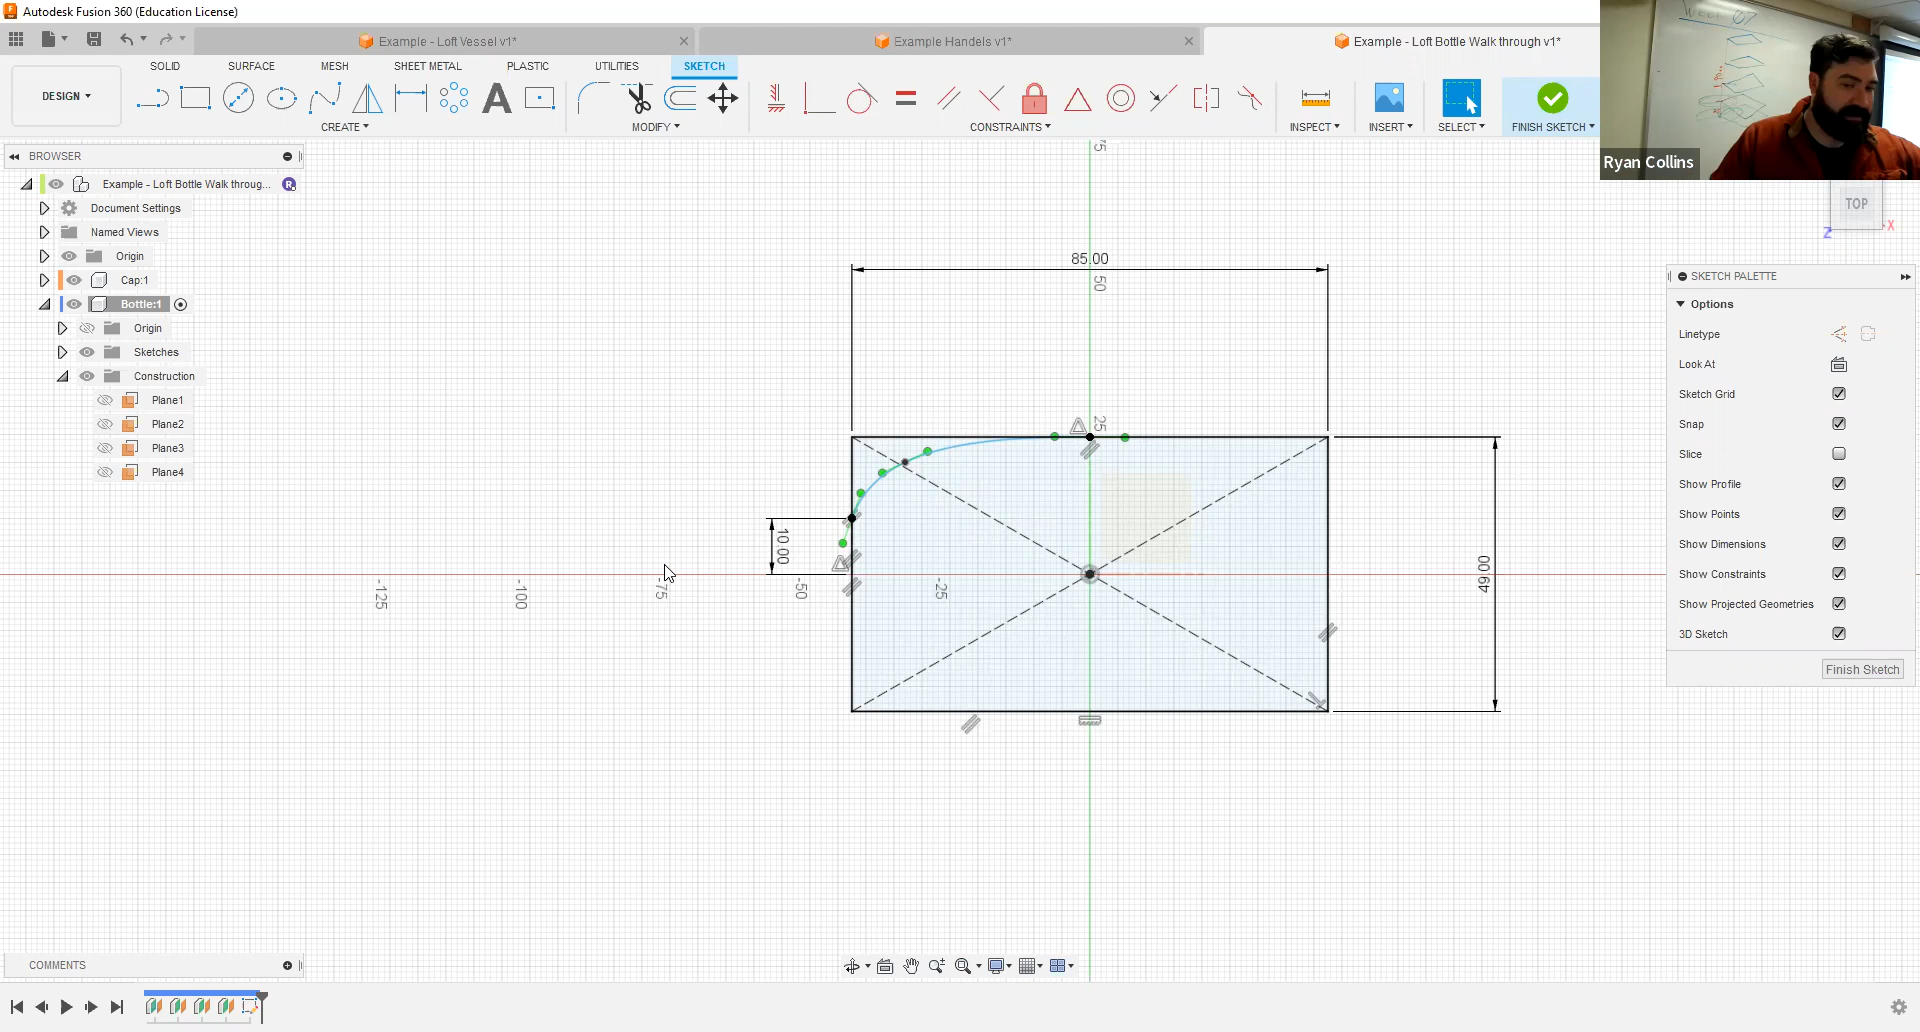 Autodesk Fusion 360 (Education License)
Example - Loft Vessel v1*
Example Handels v1*
Example - Loft Bottle Walk through v1*
SOLID
SURFACE
MESH
SHEET METAL
PLASTIC
UTILITIES
SKETCH
DESIGN
CREATE
MODIFY
CONSTRAINTS
INSPECT
INSERT
SELECT
FINISH SKETCH
Ryan Collins
BROWSER
Example - Loft Bottle Walk throug...
Document Settings
Named Views
Origin
Cap:1
Bottle:1
Origin
Sketches
Construction
Plane1
Plane2
Plane3
Plane4
TOP
Z
X
75
85.00
50
25
10.00
49.00
-125
-100
-75
-50
-25
SKETCH PALETTE
Options
Linetype
Look At
Sketch Grid
Snap
Slice
Show Profile
Show Points
Show Dimensions
Show Constraints
Show Projected Geometries
3D Sketch
Finish Sketch
COMMENTS